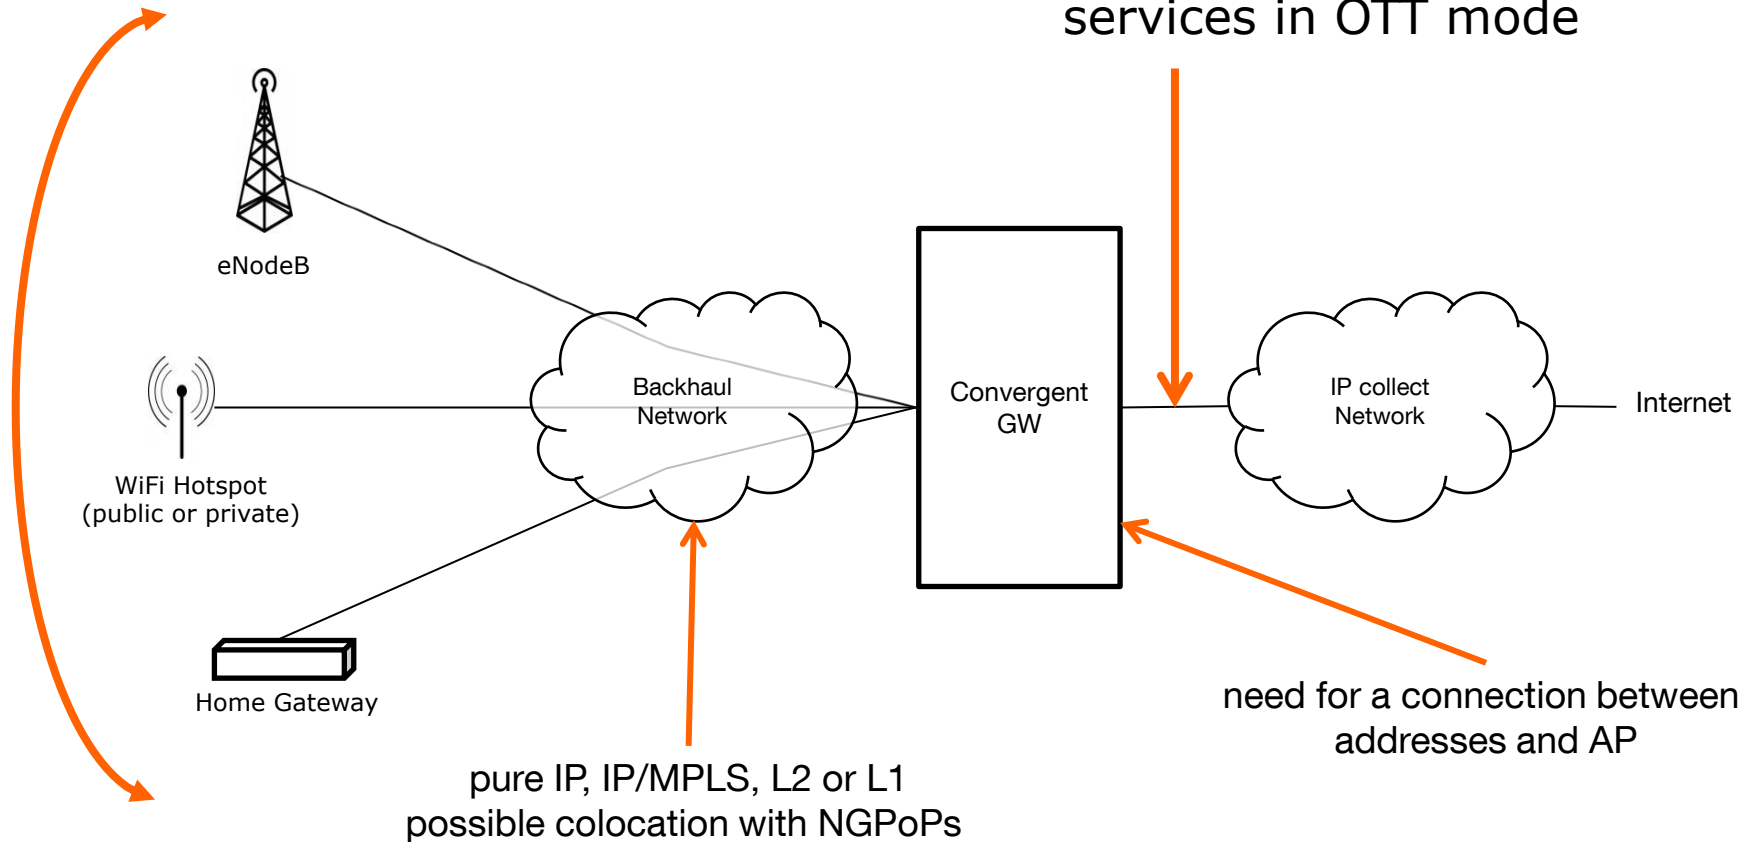 services in OTT mode
eNodeB
Backhaul
Network
Convergent
GW
IP collect
Network
Internet
WiFi Hotspot
(public or private)
Home Gateway
need for a connection between
addresses and AP
pure IP, IP/MPLS, L2 or L1
possible colocation with NGPoPs